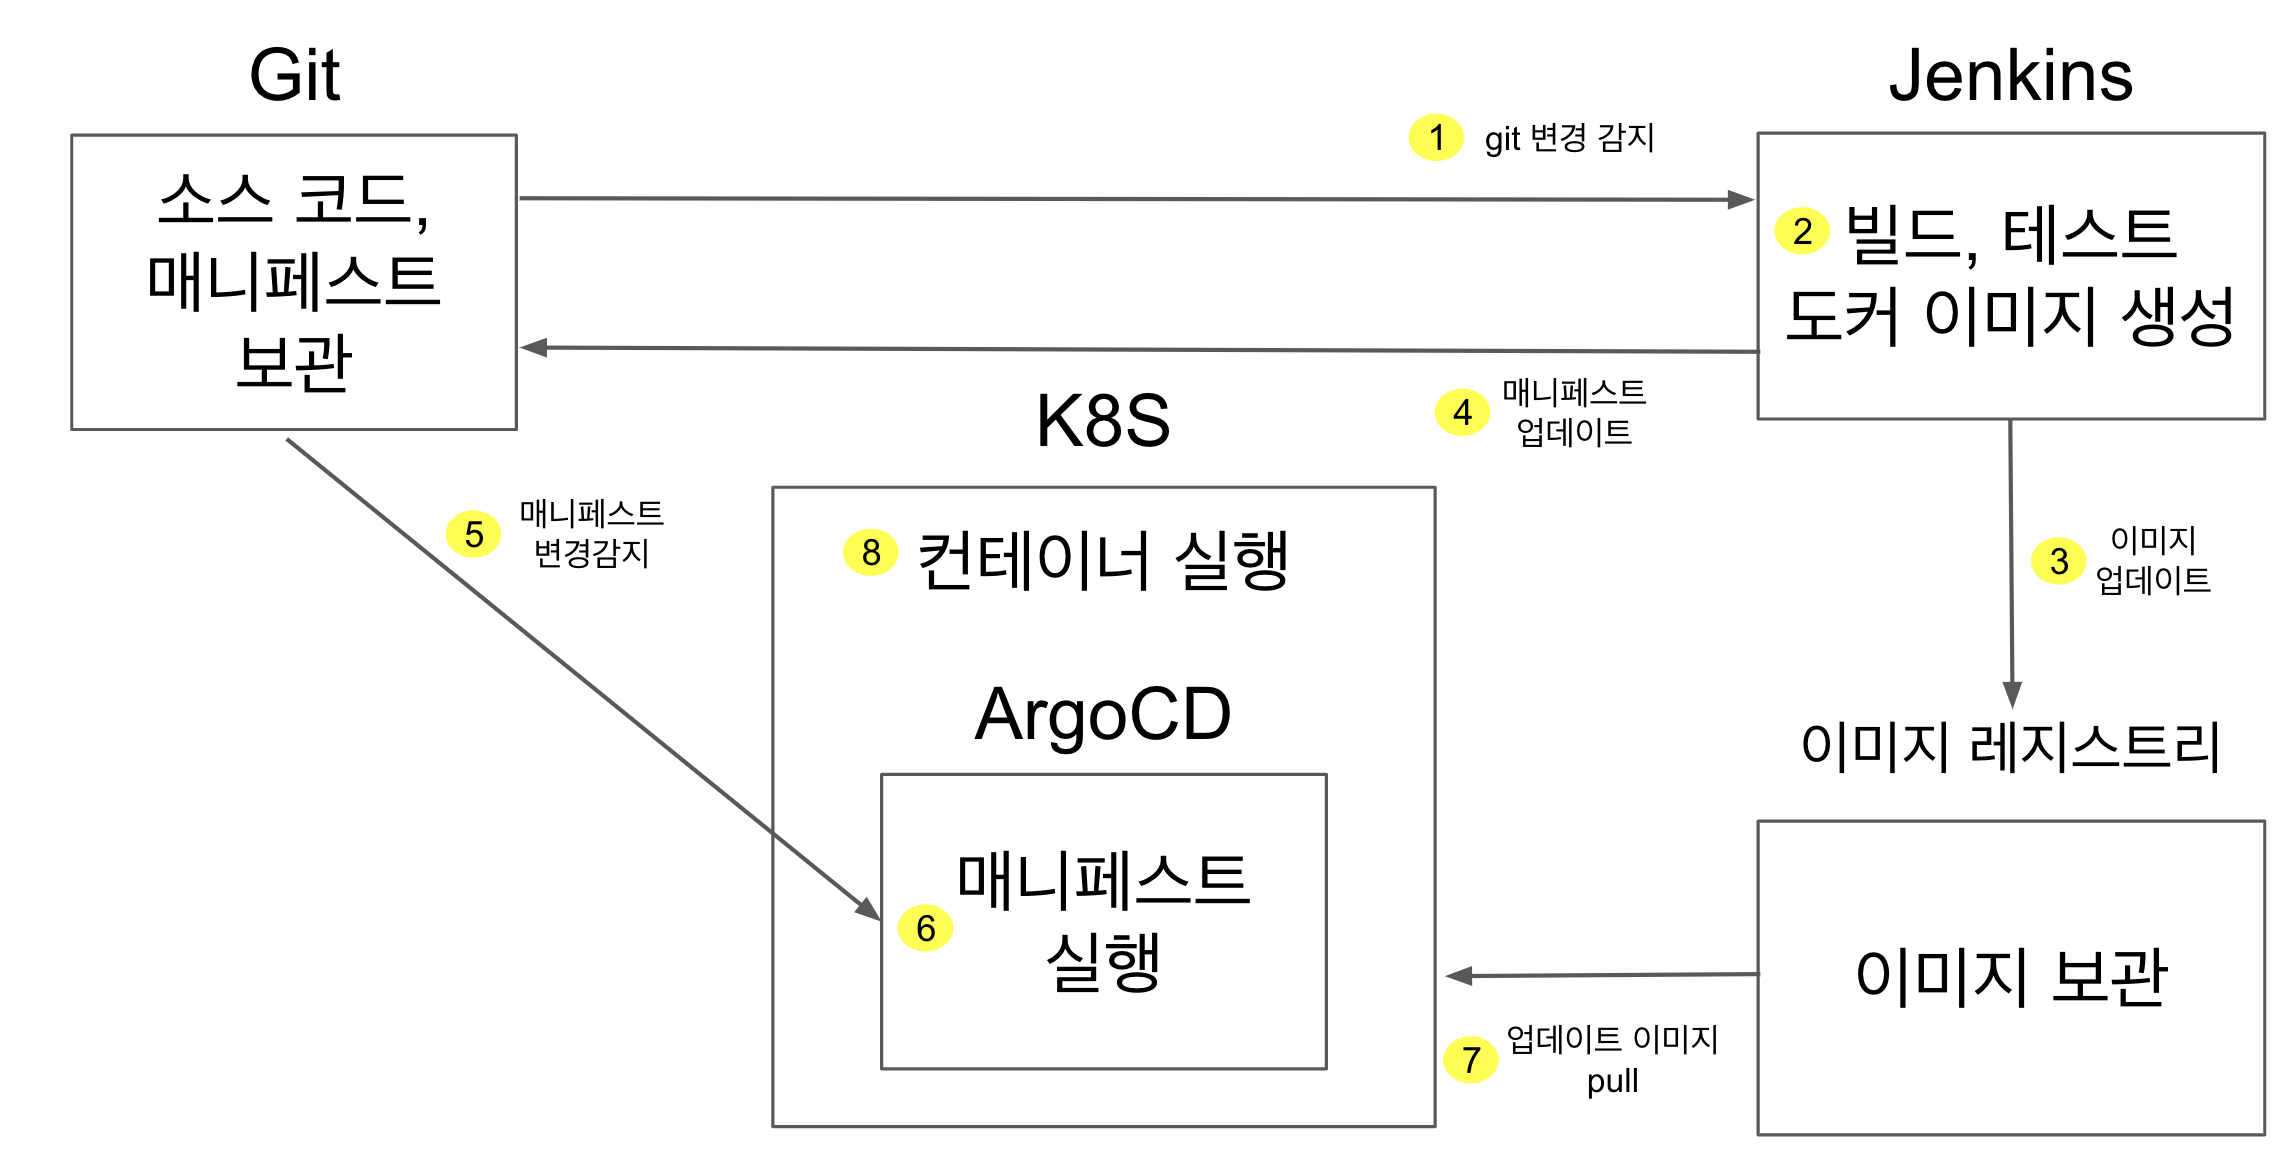 Git
소스 코드,
매니페스트
보관
1
git 변경 감지
Jenkins
2
빌드, 테스트
도커 이미지 생성
4
매니페스트
업데이트
3
이미지
업데이트
5
매니페스트
변경감지
K8S
8
컨테이너 실행
ArgoCD
6
매니페스트
실행
이미지 레지스트리
이미지 보관
7
업데이트 이미지
pull